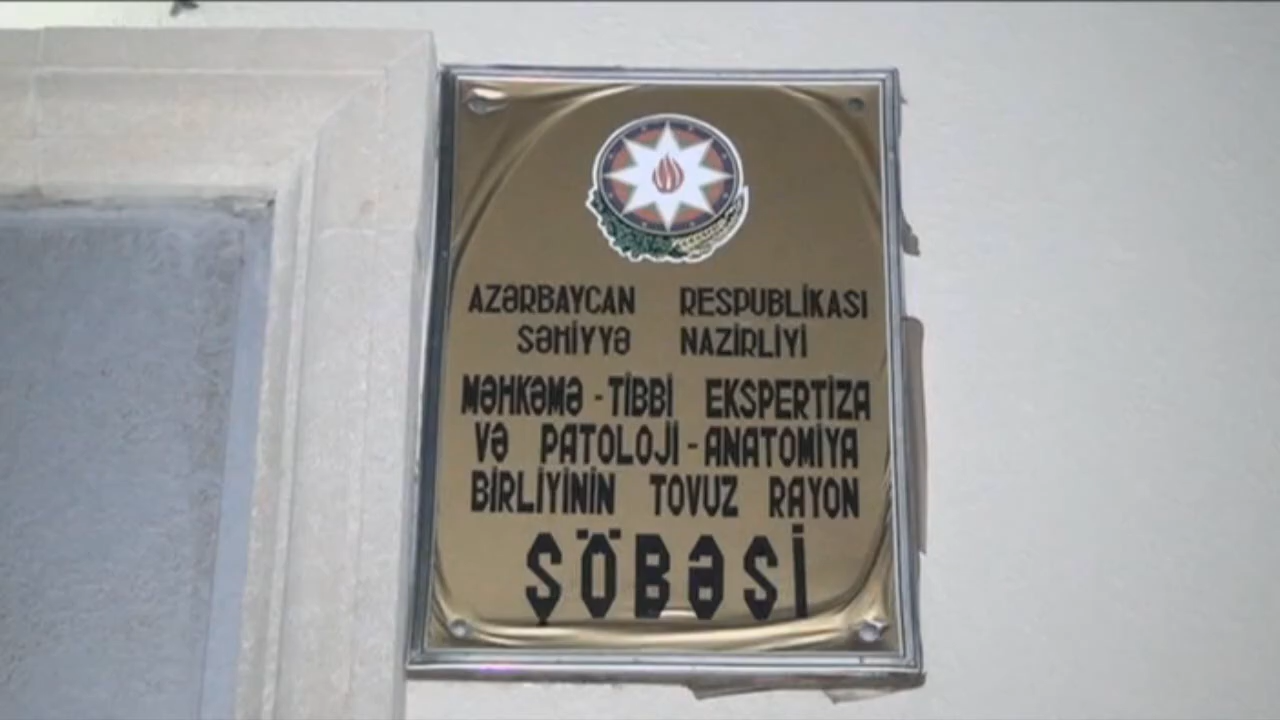 AZƏRBAYCAN RESPUBLİKASI
SƏHİYYƏ NAZİRLİYİ
MƏHKƏMƏ-TİBBİ EKSPERTİZA
VƏ PATOLOJİ-ANATOMİYA
BİRLİYİNİN TOVUZ RAYON
ŞÖBƏSİ